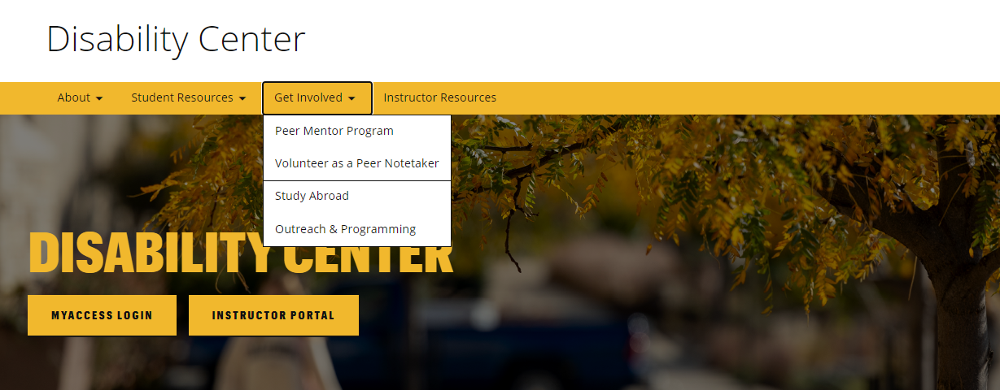 Disability Center
About
Student Resources
Get Involved
Instructor Resources
Peer Mentor Program
Volunteer as a Peer Notetaker
Study Abroad
Outreach & Programming
DISABILITY CENTER
MYACCESS LOGIN
INSTRUCTOR PORTAL